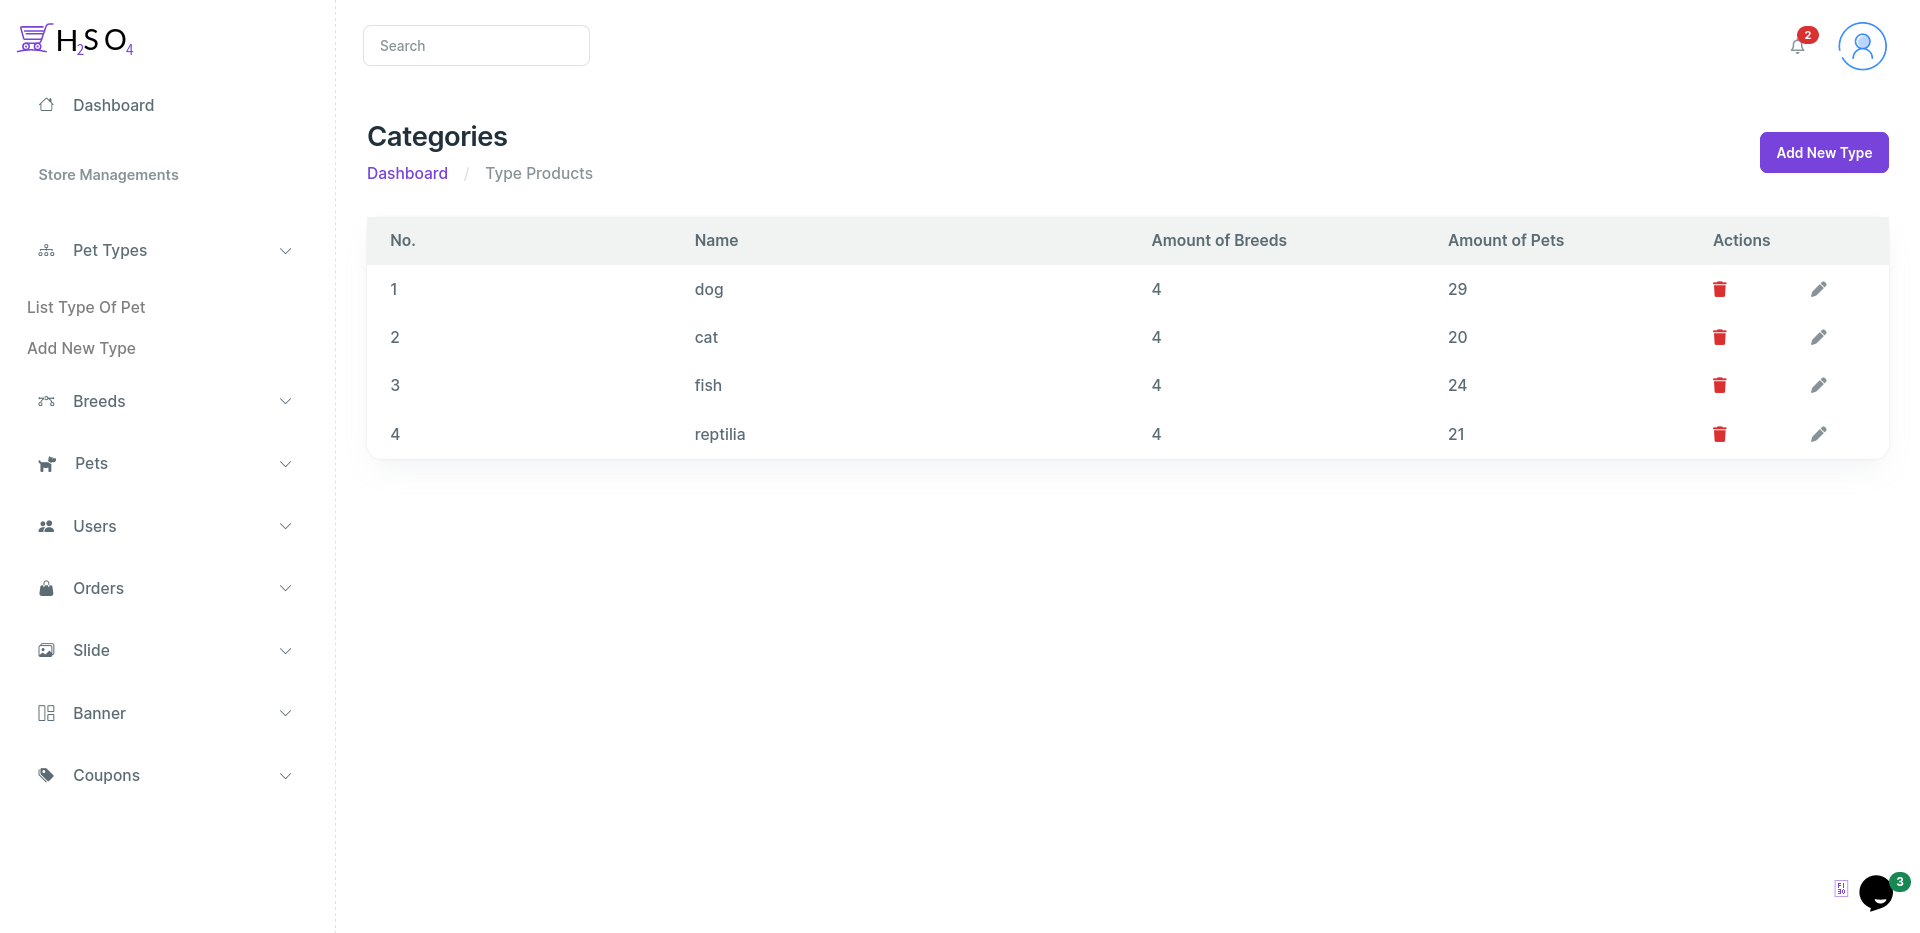 H2SO4
Search
2
Dashboard
Store Managements
Pet Types
List Type Of Pet
Add New Type
Breeds
Pets
Users
Orders
Slide
Banner
Coupons
Categories
Dashboard / Type Products
Add New Type
No. Name Amount of Breeds Amount of Pets Actions
1 dog 4 29
2 cat 4 20
3 fish 4 24
4 reptilia 4 21
3